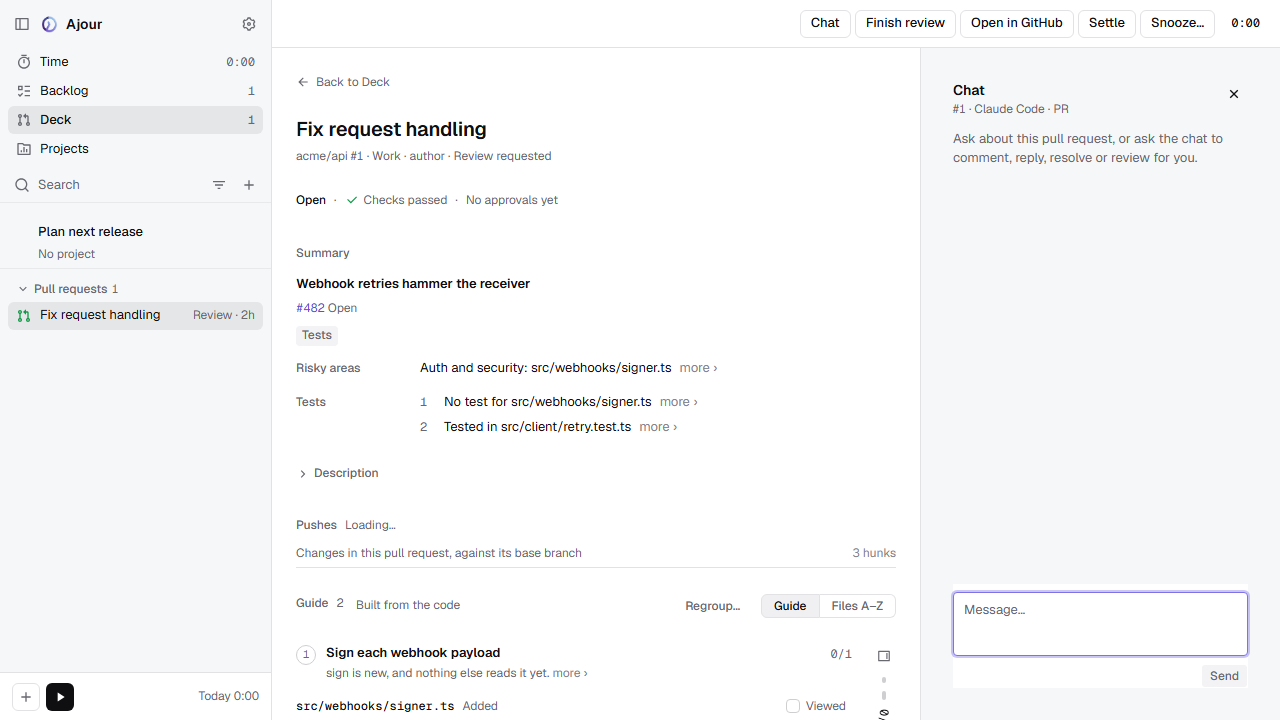 Ajour
Time 0:00
Backlog 1
Deck 1
Projects
Search
Plan next release
No project
Pull requests 1
Fix request handling Review · 2h
Today 0:00
Chat Finish review Open in GitHub Settle Snooze… 0:00
Back to Deck
Fix request handling
acme/api #1 · Work · author · Review requested
Open · Checks passed · No approvals yet
Summary
Webhook retries hammer the receiver
#482 Open
Tests
Risky areas Auth and security: src/webhooks/signer.ts more ›
Tests 1 No test for src/webhooks/signer.ts more ›
2 Tested in src/client/retry.test.ts more ›
Description
Pushes Loading…
Changes in this pull request, against its base branch 3 hunks
Guide 2 Built from the code Regroup… Guide Files A–Z
1 Sign each webhook payload 0/1
sign is new, and nothing else reads it yet. more ›
src/webhooks/signer.ts Added Viewed
Chat
#1 · Claude Code · PR
Ask about this pull request, or ask the chat to
comment, reply, resolve or review for you.
Message…
Send